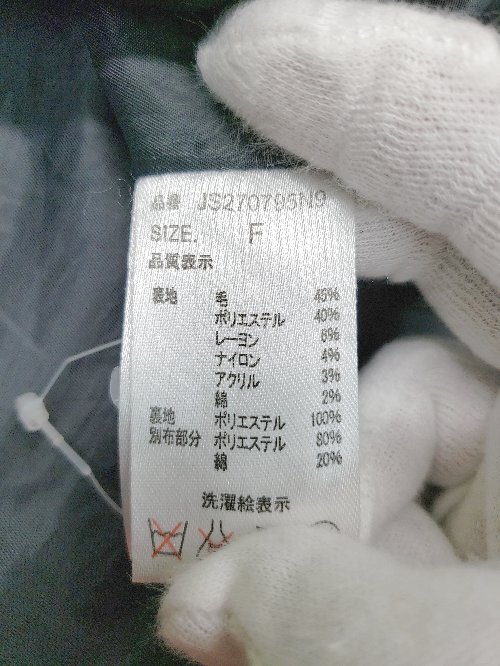 品番 JS270795N9
SIZE. F
品質表示
裏地 毛 45%
ポリエステル 40%
レーヨン 6%
ナイロン 4%
アクリル 3%
綿 2%
裏地 ポリエステル 100%
別布部分 ポリエステル 80%
綿 20%
洗濯絵表示